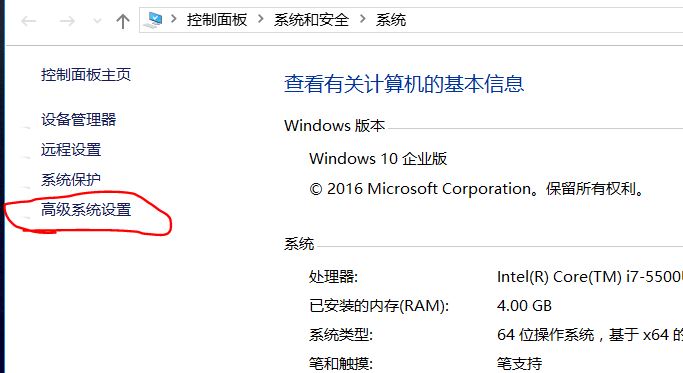 控制面板 系统和安全 系统
控制面板主页
查看有关计算机的基本信息
设备管理器
Windows 版本
远程设置
Windows 10 企业版
系统保护
© 2016 Microsoft Corporation。保留所有权利。
高级系统设置
系统
处理器: Intel(R) Core(TM) i7-5500
已安装的内存(RAM): 4.00 GB
系统类型: 64 位操作系统，基于 x64 的
笔和触摸: 笔支持